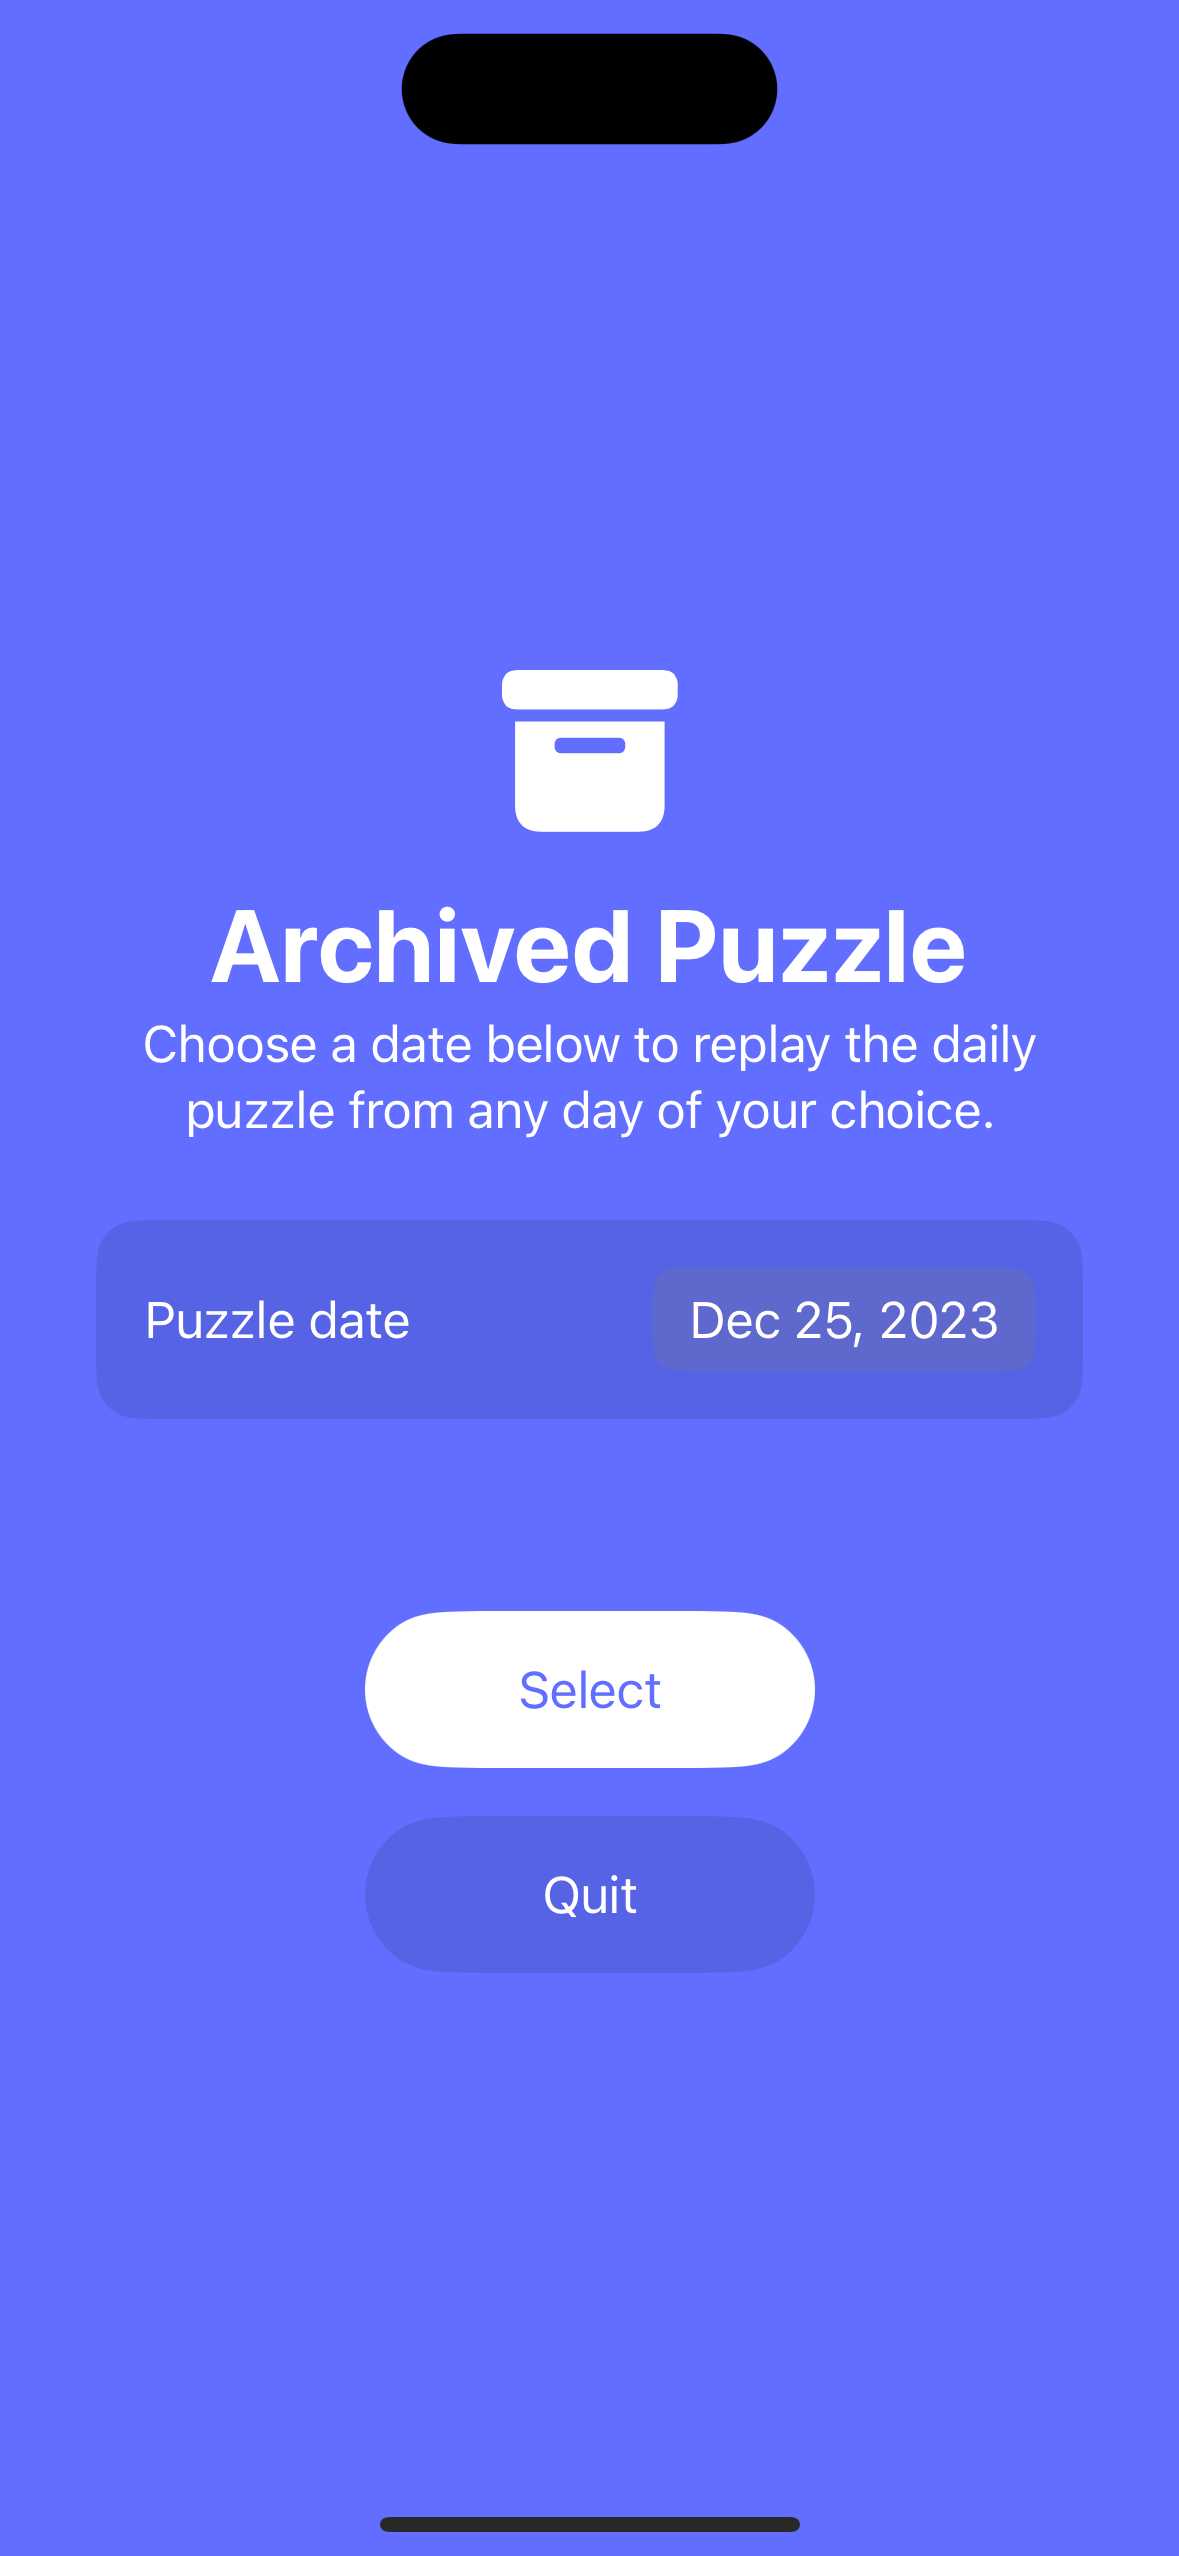 Archived Puzzle
Choose a date below to replay the daily
puzzle from any day of your choice.
Puzzle date Dec 25, 2023
Select
Quit